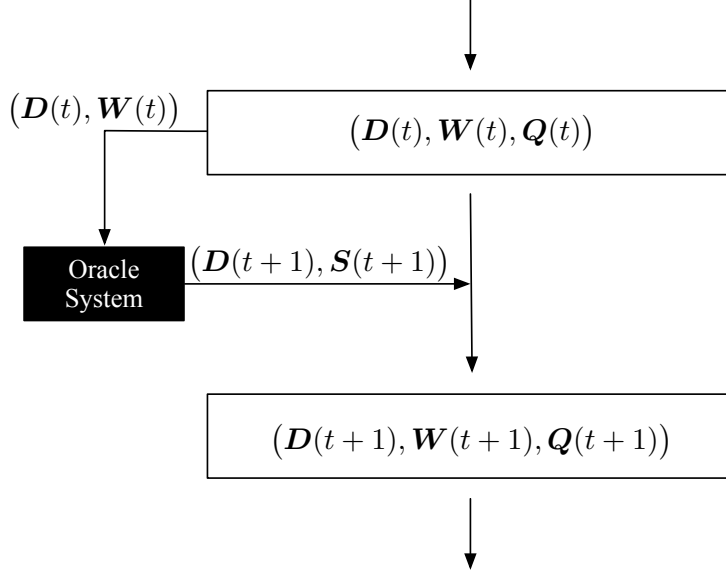 (D(t), W(t))
(D(t), W(t), Q(t))
Oracle
System
(D(t+1), S(t+1))
(D(t+1), W(t+1), Q(t+1))